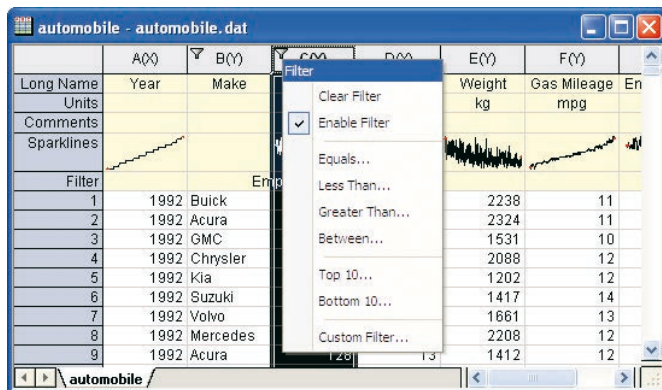 automobile - automobile.dat
A(X) B(Y) C(Y) D(Y) E(Y) F(Y)
Filter
Clear Filter
Enable Filter
Equals...
Less Than...
Greater Than...
Between...
Top 10...
Bottom 10...
Custom Filter...
Long Name Year Make Weight Gas Mileage En
Units kg mpg
Comments
Sparklines
Filter Emp
1 1992 Buick 2238 11
2 1992 Acura 2324 11
3 1992 GMC 1531 10
4 1992 Chrysler 2088 12
5 1992 Kia 1202 12
6 1992 Suzuki 1417 14
7 1992 Volvo 1661 13
8 1992 Mercedes 2208 12
9 1992 Acura 128 13 1412 12
automobile